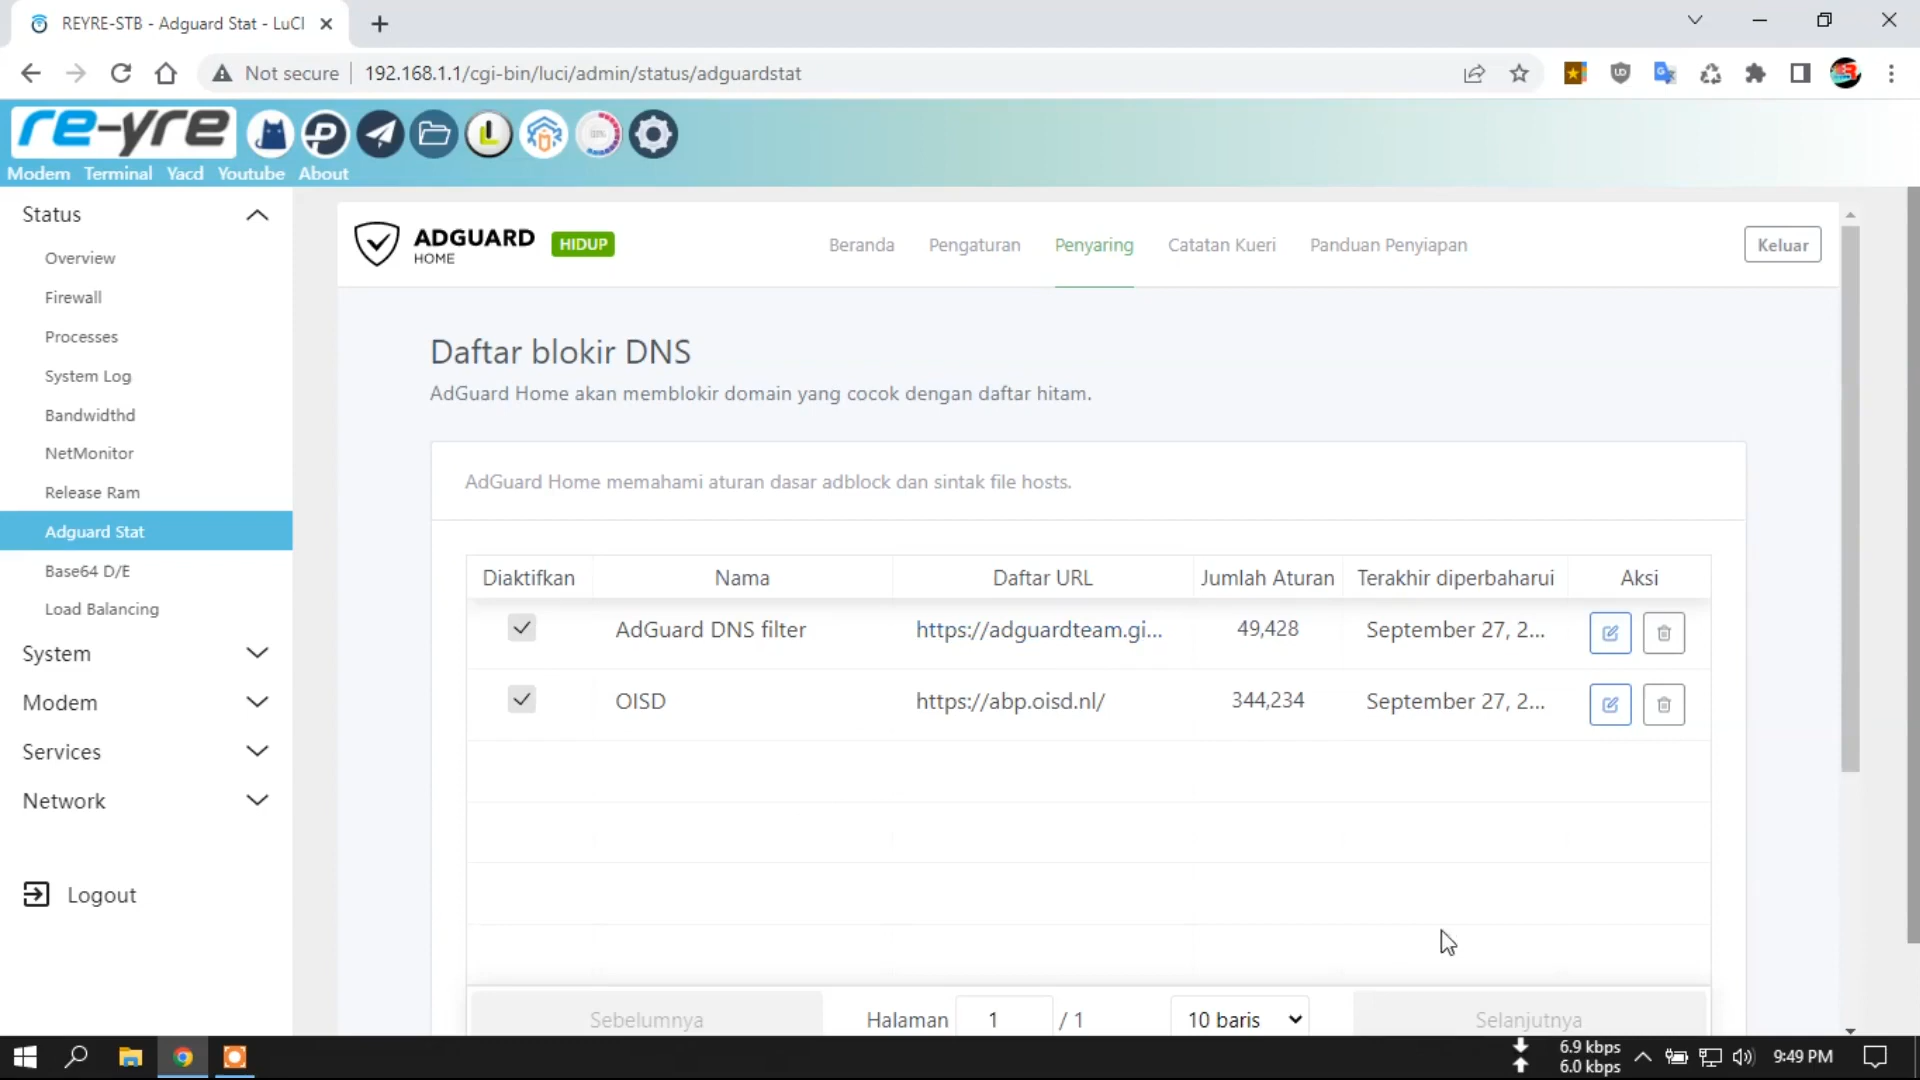 REYRE-STB - Adguard Stat - LuCI
Not secure
192.168.1.1/cgi-bin/luci/admin/status/adguardstat
re-yre
Modem Terminal Yacd Youtube About
Status
Overview
Firewall
Processes
System Log
Bandwidthd
NetMonitor
Release Ram
Adguard Stat
Base64 D/E
Load Balancing
System
Modem
Services
Network
Logout
ADGUARD
HOME
HIDUP
Beranda
Pengaturan
Penyaring
Catatan Kueri
Panduan Penyiapan
Keluar
Daftar blokir DNS
AdGuard Home akan memblokir domain yang cocok dengan daftar hitam.
AdGuard Home memahami aturan dasar adblock dan sintak file hosts.
Diaktifkan Nama Daftar URL Jumlah Aturan Terakhir diperbaharui Aksi
AdGuard DNS filter https://adguardteam.gi... 49,428 September 27, 2...
OISD https://abp.oisd.nl/ 344,234 September 27, 2...
Sebelumnya Halaman 1 / 1 10 baris Selanjutnya
6.9 kbps
6.0 kbps
9:49 PM